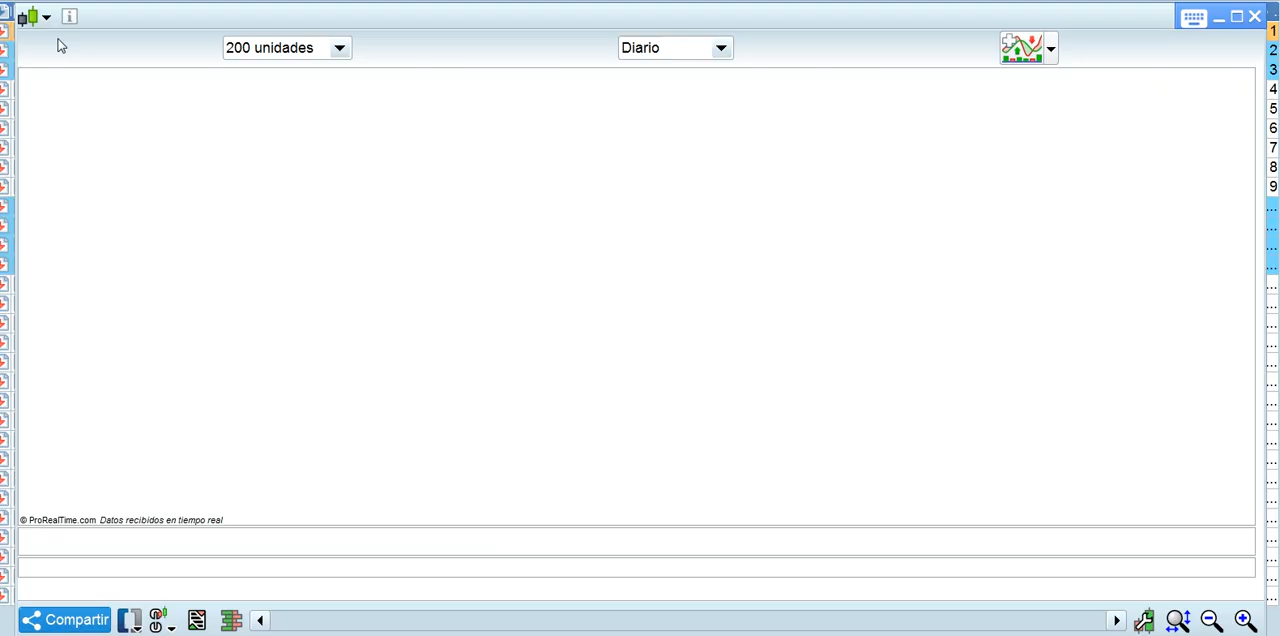 200 unidades
Diario
© ProRealTime.com Datos recibidos en tiempo real
Compartir
1
2
3
4
5
6
7
8
9